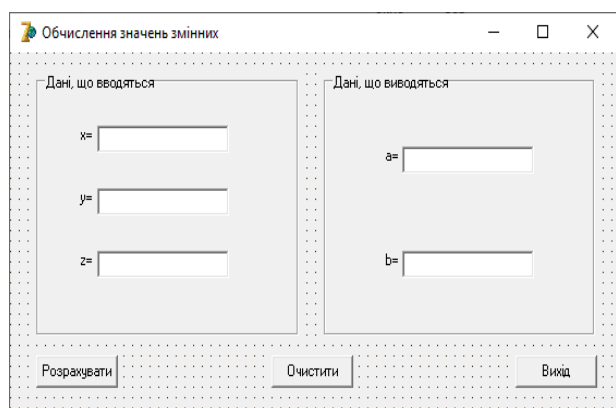 Обчислення значень змінних
Дані, що вводяться
x=
y=
z=
Дані, що виводяться
a=
b=
Розрахувати
Очистити
Вихід